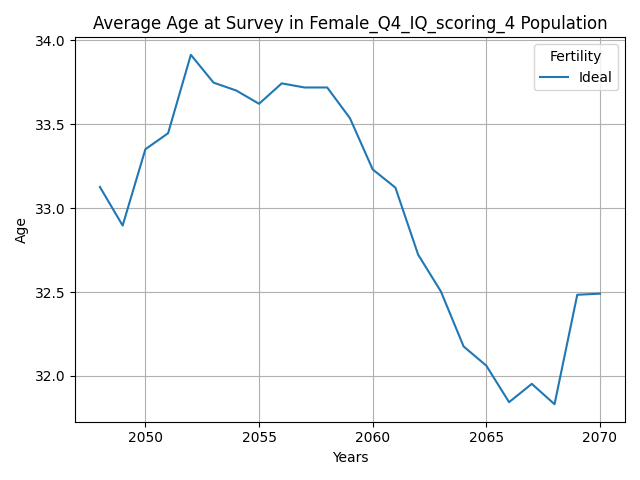 Average Age at Survey in Female_Q4_IQ_scoring_4 Population
Fertility
Ideal
34.0
33.5
33.0
32.5
32.0
Age
2050 2055 2060 2065 2070
Years